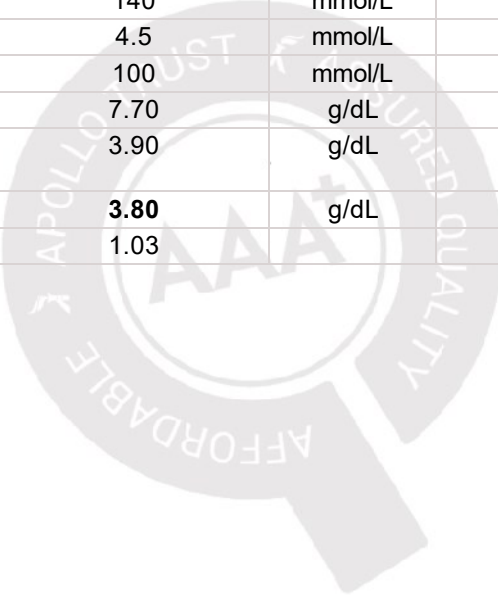 140 mmol/L
4.5 mmol/L
100 mmol/L
7.70 g/dL
3.90 g/dL
3.80 g/dL
1.03
APOLLO TRUST ASSURED QUALITY AFFORDABLE
AAA+